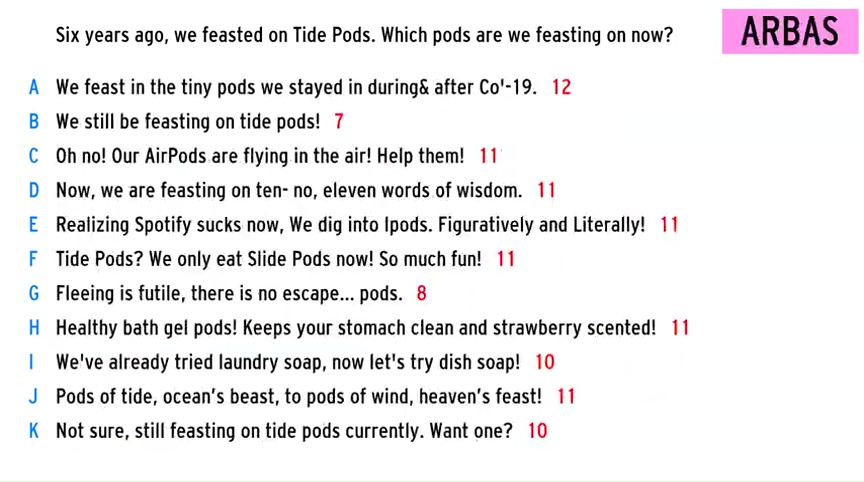 Six years ago, we feasted on Tide Pods. Which pods are we feasting on now?
ARBAS
A We feast in the tiny pods we stayed in during& after Co'-19. 12
B We still be feasting on tide pods! 7
C Oh no! Our AirPods are flying in the air! Help them! 11
D Now, we are feasting on ten- no, eleven words of wisdom. 11
E Realizing Spotify sucks now, We dig into Ipods. Figuratively and Literally! 11
F Tide Pods? We only eat Slide Pods now! So much fun! 11
G Fleeing is futile, there is no escape... pods. 8
H Healthy bath gel pods! Keeps your stomach clean and strawberry scented! 11
I We've already tried laundry soap, now let's try dish soap! 10
J Pods of tide, ocean’s beast, to pods of wind, heaven’s feast! 11
K Not sure, still feasting on tide pods currently. Want one? 10